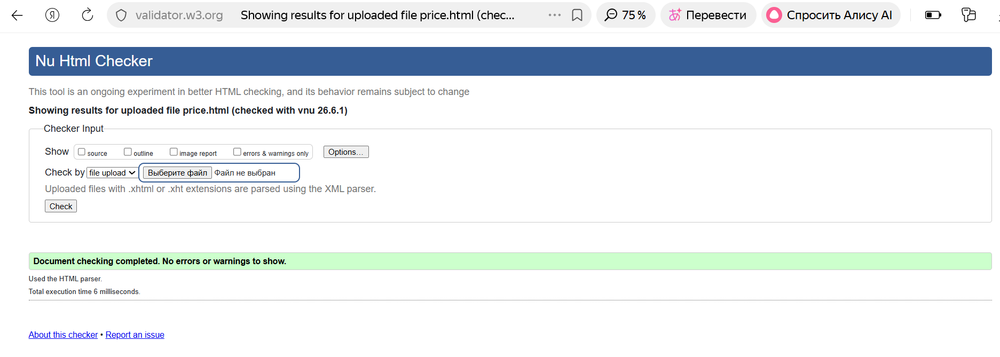 validator.w3.org Showing results for uploaded file price.html (chec... 75 % Перевести Спросить Алису AI
Nu Html Checker
This tool is an ongoing experiment in better HTML checking, and its behavior remains subject to change
Showing results for uploaded file price.html (checked with vnu 26.6.1)
Checker Input
Show source outline image report errors & warnings only Options...
Check by file upload Выберите файл Файл не выбран
Uploaded files with .xhtml or .xht extensions are parsed using the XML parser.
Check
Document checking completed. No errors or warnings to show.
Used the HTML parser.
Total execution time 6 milliseconds.
About this checker • Report an issue